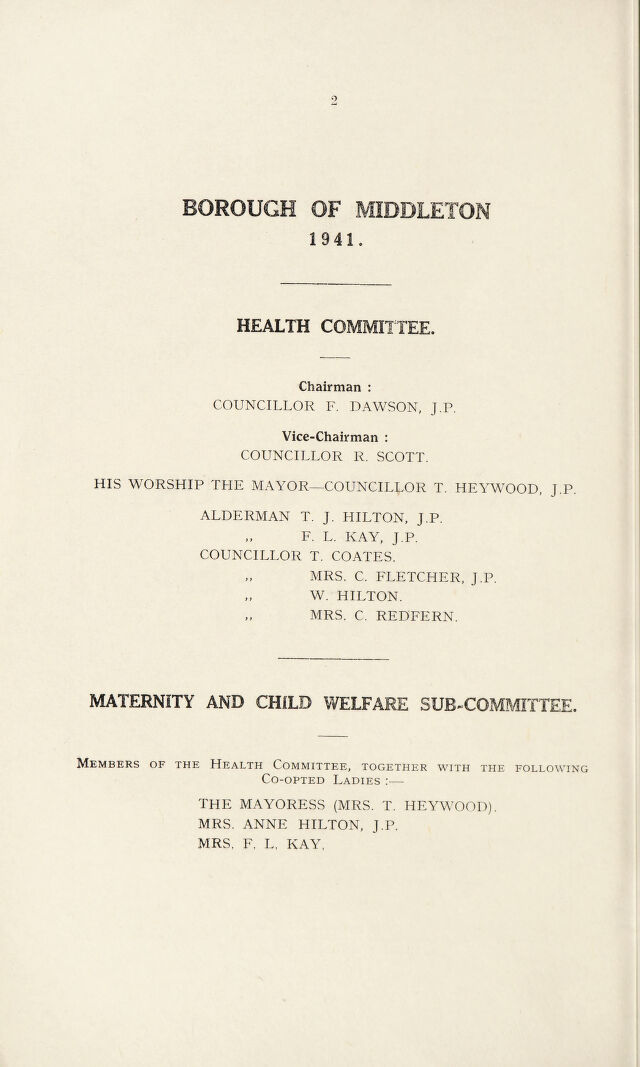 2
BOROUGH OF MIDDLETON
1941.
HEALTH COMMITTEE.
Chairman :
COUNCILLOR F. DAWSON, J.P.
Vice-Chairman :
COUNCILLOR R. SCOTT.
HIS WORSHIP THE MAYOR—COUNCILLOR T. HEYWOOD, J.P.
ALDERMAN T. J. HILTON, J.P.
,, F. L. KAY, J.P.
COUNCILLOR T. COATES.
,, MRS. C. FLETCHER, J.P.
,, W. HILTON.
,, MRS. C. REDFERN.
MATERNITY AND CHILD WELFARE SUB-COMMITTEE.
MEMBERS OF THE HEALTH COMMITTEE, TOGETHER WITH THE FOLLOWING
CO-OPTED LADIES :—
THE MAYORESS (MRS. T. HEYWOOD).
MRS. ANNE HILTON, J.P.
MRS. F. L. KAY.